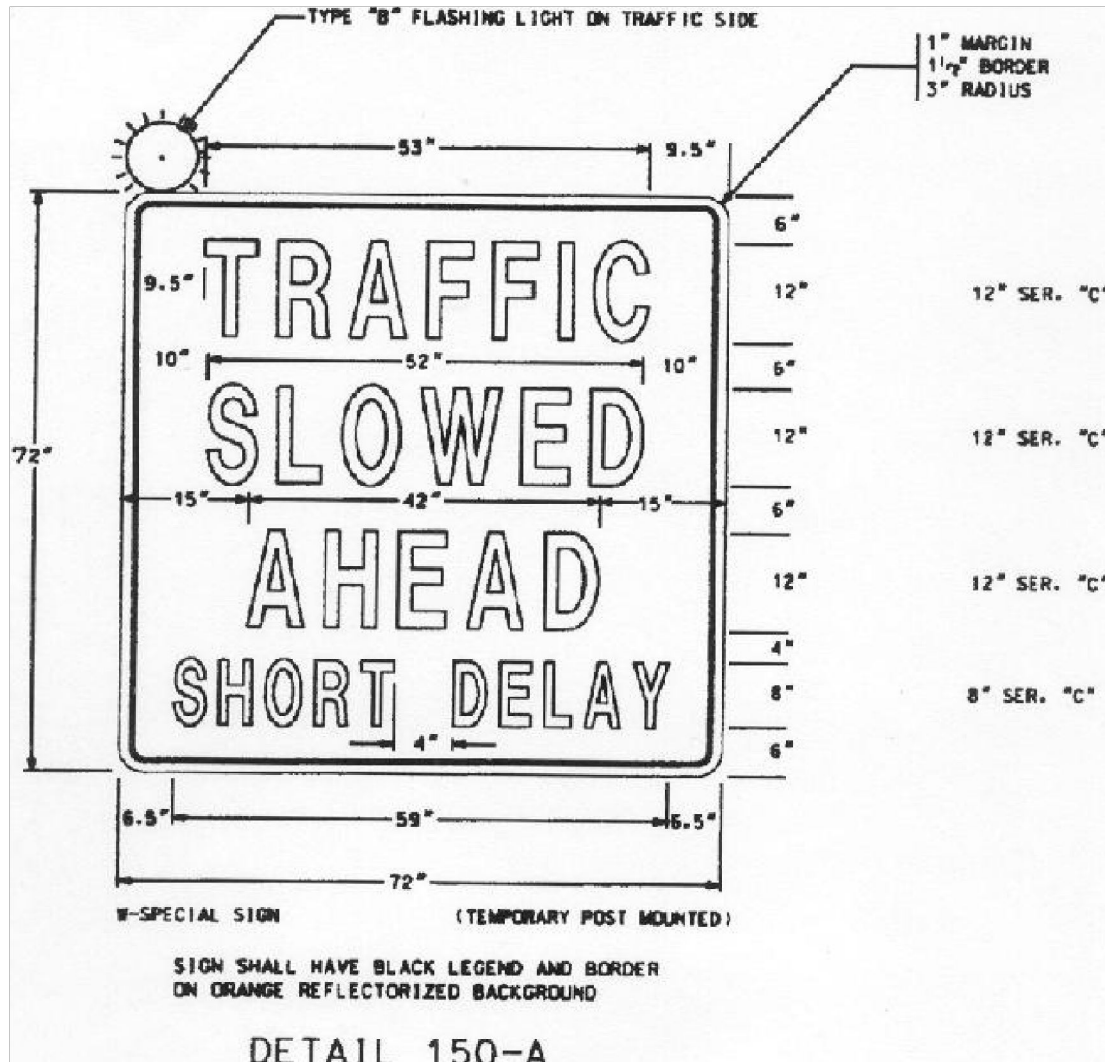 TYPE "B" FLASHING LIGHT ON TRAFFIC SIDE
1" MARGIN
1 1/2" BORDER
3" RADIUS
53"
9.5"
6"
TRAFFIC
9.5"
12"
12" SER. "C"
10"
52"
10"
6"
SLOWED
72"
12"
12" SER. "C"
15"
42"
15"
6"
AHEAD
12"
12" SER. "C"
4"
SHORT DELAY
8"
8" SER. "C"
4"
6"
6.5"
59"
6.5"
72"
W-SPECIAL SIGN
(TEMPORARY POST MOUNTED)
SIGN SHALL HAVE BLACK LEGEND AND BORDER
ON ORANGE REFLECTORIZED BACKGROUND
DETAIL 150-A